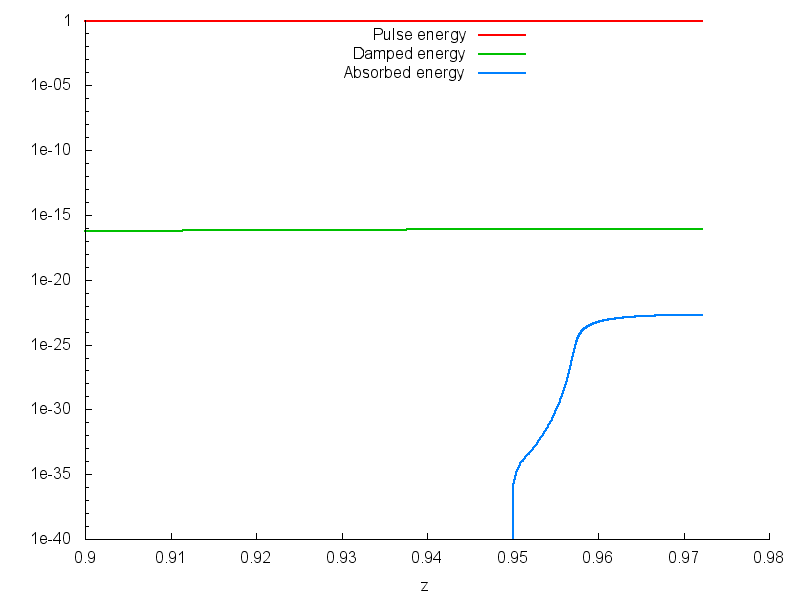 1
Pulse energy
Damped energy
Absorbed energy
1e-05
1e-10
1e-15
1e-20
1e-25
1e-30
1e-35
1e-40
0.9 0.91 0.92 0.93 0.94 0.95 0.96 0.97 0.98
z